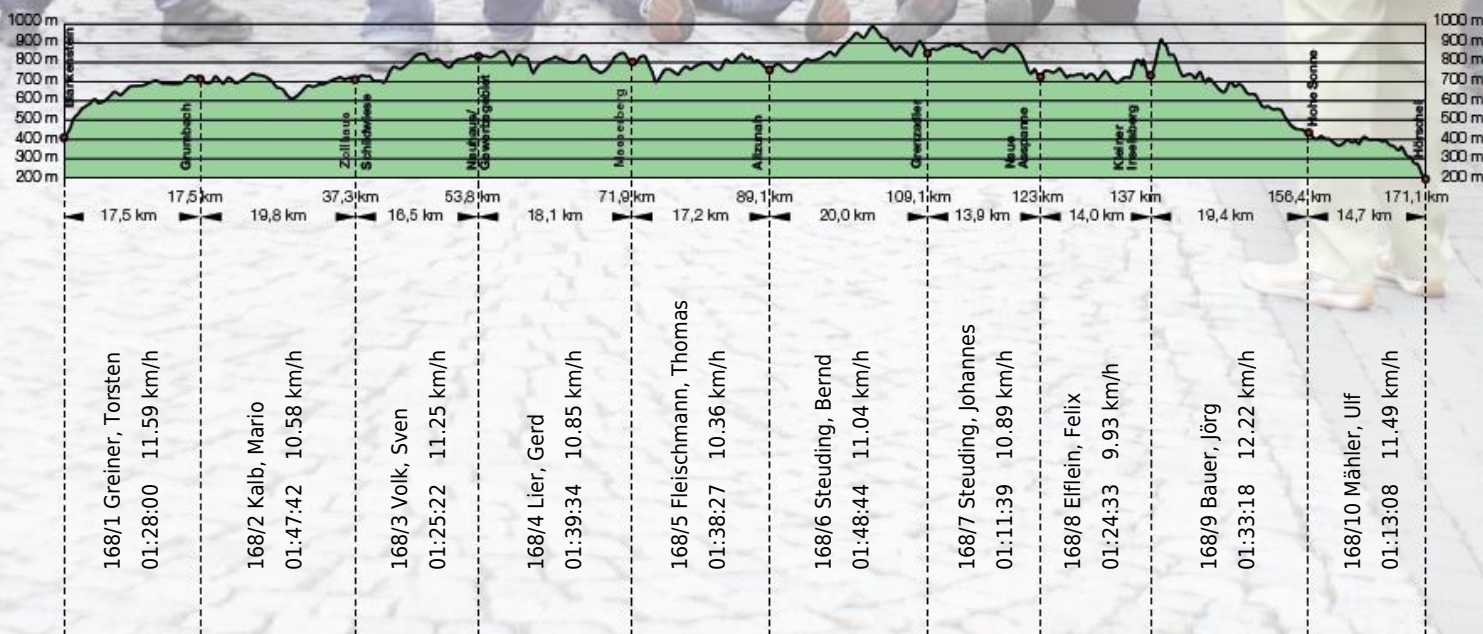 1000 m
900 m
800 m
700 m
600 m
500 m
400 m
300 m
200 m
1000 m
900 m
800 m
700 m
600 m
500 m
400 m
300 m
200 m
Blankenstein
Grumbach
Zollhaus
Schildwiese
Neuhaus/
Masserberg
Allzunah
Grenzadler
Neue
Ausspanne
Kleiner
Inselsberg
Hohe Sonne
Hörschel
17,5 km
37,3 km
53,8 km
71,9 km
89,1 km
109,1 km
123 km
137 km
156,4 km
171,1 km
17,5 km
19,8 km
16,5 km
18,1 km
17,2 km
20,0 km
13,9 km
14,0 km
19,4 km
14,7 km
168/1 Greiner, Torsten
01:28:00 11.59 km/h
168/2 Kalb, Mario
01:47:42 10.58 km/h
168/3 Volk, Sven
01:25:22 11.25 km/h
168/4 Lier, Gerd
01:39:34 10.85 km/h
168/5 Fleischmann, Thomas
01:38:27 10.36 km/h
168/6 Steuding, Bernd
01:48:44 11.04 km/h
168/7 Steuding, Johannes
01:11:39 10.89 km/h
168/8 Elflein, Felix
01:24:33 9.93 km/h
168/9 Bauer, Jörg
01:33:18 12.22 km/h
168/10 Mähler, Ulf
01:13:08 11.49 km/h